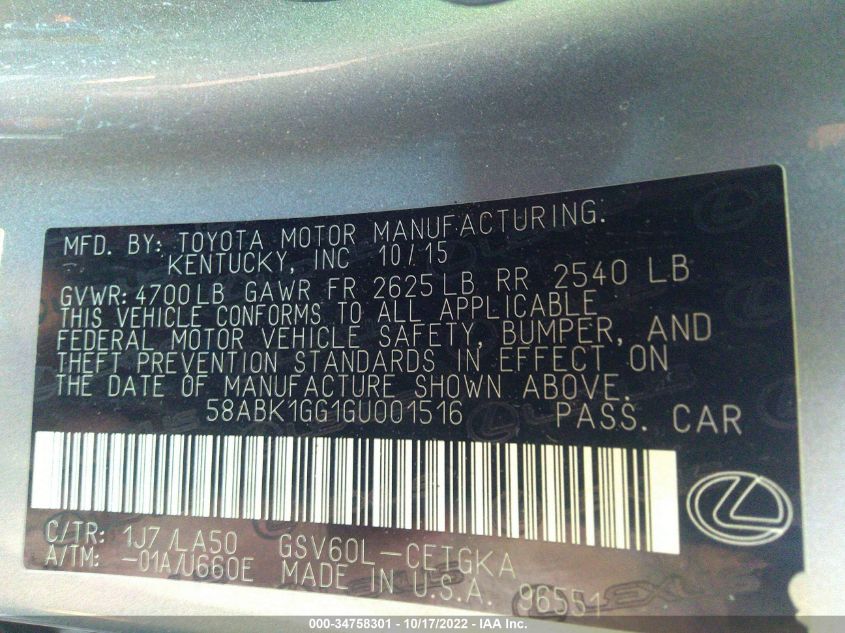 MFD. BY: TOYOTA MOTOR MANUFACTURING.
KENTUCKY, INC 10/15
GVWR: 4700LB GAWR FR 2625LB RR 2540 LB
THIS VEHICLE CONFORMS TO ALL APPLICABLE
FEDERAL MOTOR VEHICLE SAFETY, BUMPER, AND
THEFT PREVENTION STANDARDS IN EFFECT ON
THE DATE OF MANUFACTURE SHOWN ABOVE.
58ABK1GG1GU001516 PASS. CAR
C/TR: 1J7 /LA50 GSV60L-CETGKA
A/TM: -01A/U660E MADE IN U.S.A. 96551
000-34758301 - 10/17/2022 - IAA Inc.